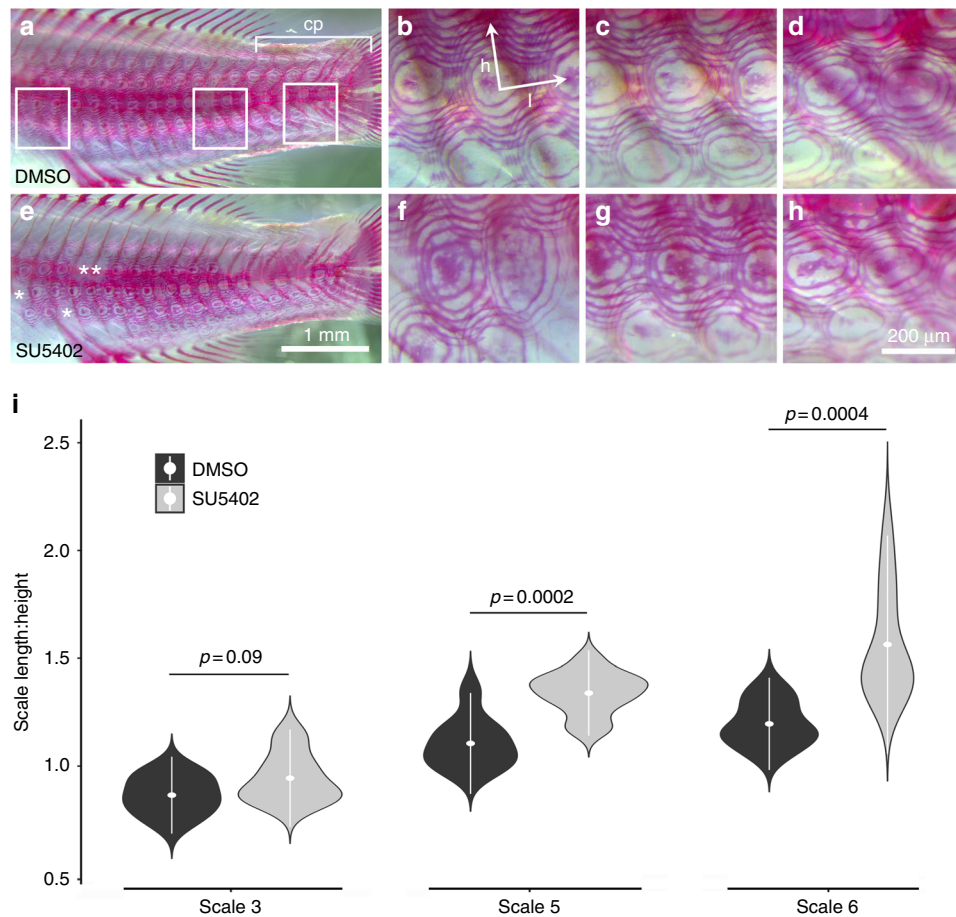 a
cp
DMSO
b
h
l
c
d
e
**
*
*
1 mm
SU5402
f
g
h
200 μm
i
2.5
2.0
1.5
1.0
0.5
Scale length:height
DMSO
SU5402
p=0.09
p=0.0002
p=0.0004
Scale 3
Scale 5
Scale 6